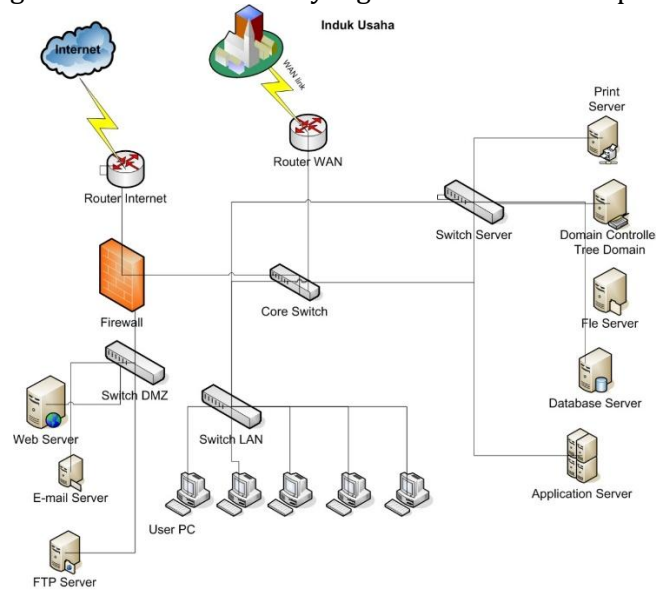 Induk Usaha
Internet
WAN link
Print
Server
Router WAN
Router Internet
Switch Server
Domain Controller
Tree Domain
Core Switch
Firewall
Fle Server
Switch DMZ
Database Server
Web Server
Switch LAN
E-mail Server
Application Server
User PC
FTP Server